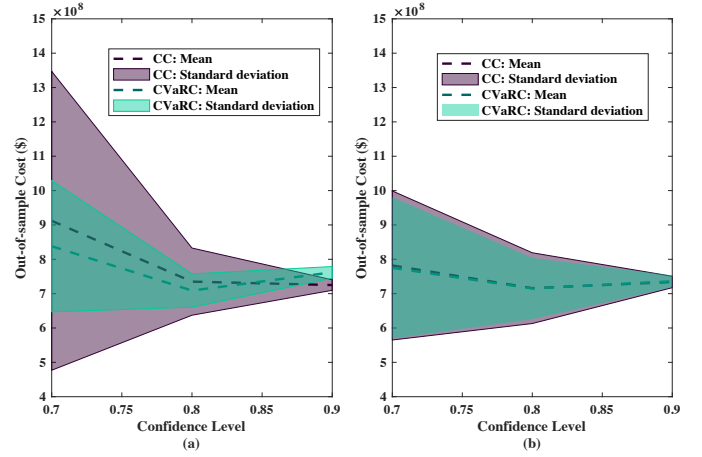 ×10⁸
15
14
13
12
11
10
9
8
7
6
5
4
Out-of-sample Cost ($)
CC: Mean
CC: Standard deviation
CVaRC: Mean
CVaRC: Standard deviation
0.7
0.75
0.8
0.85
0.9
Confidence Level
(a)
×10⁸
15
14
13
12
11
10
9
8
7
6
5
4
Out-of-sample Cost ($)
CC: Mean
CC: Standard deviation
CVaRC: Mean
CVaRC: Standard deviation
0.7
0.75
0.8
0.85
0.9
Confidence Level
(b)